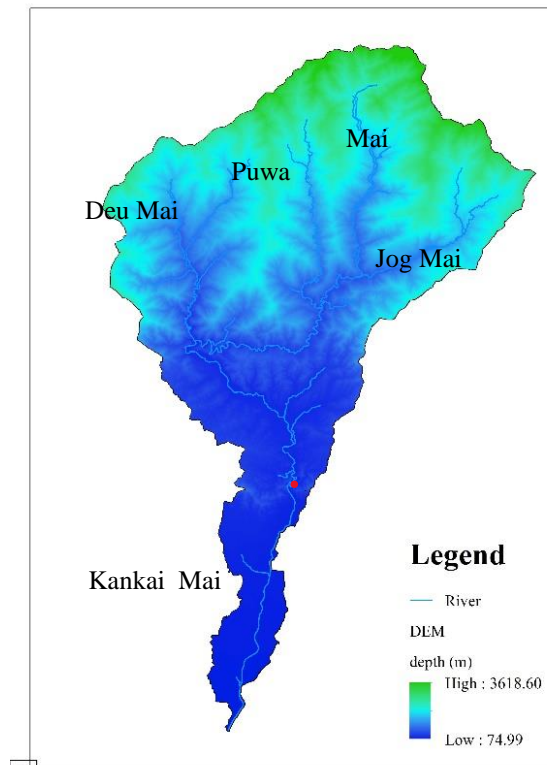 Mai
Puwa
Deu Mai
Jog Mai
Kankai Mai
Legend
River
DEM
depth (m)
High : 3618.60
Low : 74.99